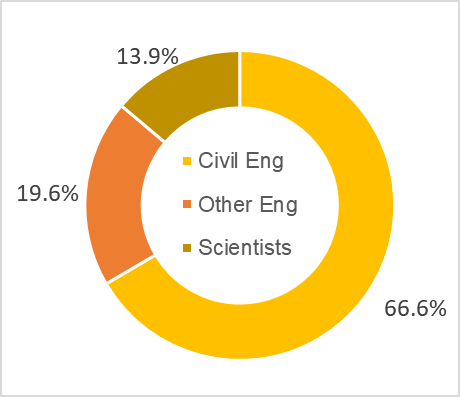 13.9%
Civil Eng
19.6%
Other Eng
Scientists
66.6%